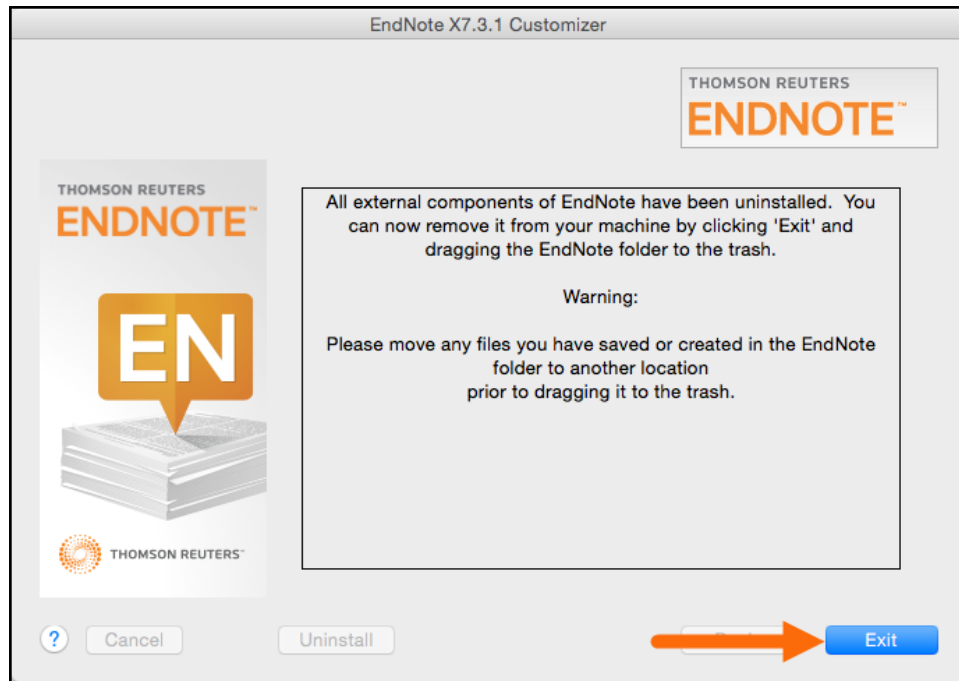 EndNote X7.3.1 Customizer
THOMSON REUTERS
ENDNOTE™
THOMSON REUTERS
ENDNOTE™
EN
THOMSON REUTERS™
All external components of EndNote have been uninstalled.  You
can now remove it from your machine by clicking 'Exit' and
dragging the EndNote folder to the trash.
Warning:
Please move any files you have saved or created in the EndNote
folder to another location
prior to dragging it to the trash.
?
Cancel
Uninstall
Exit